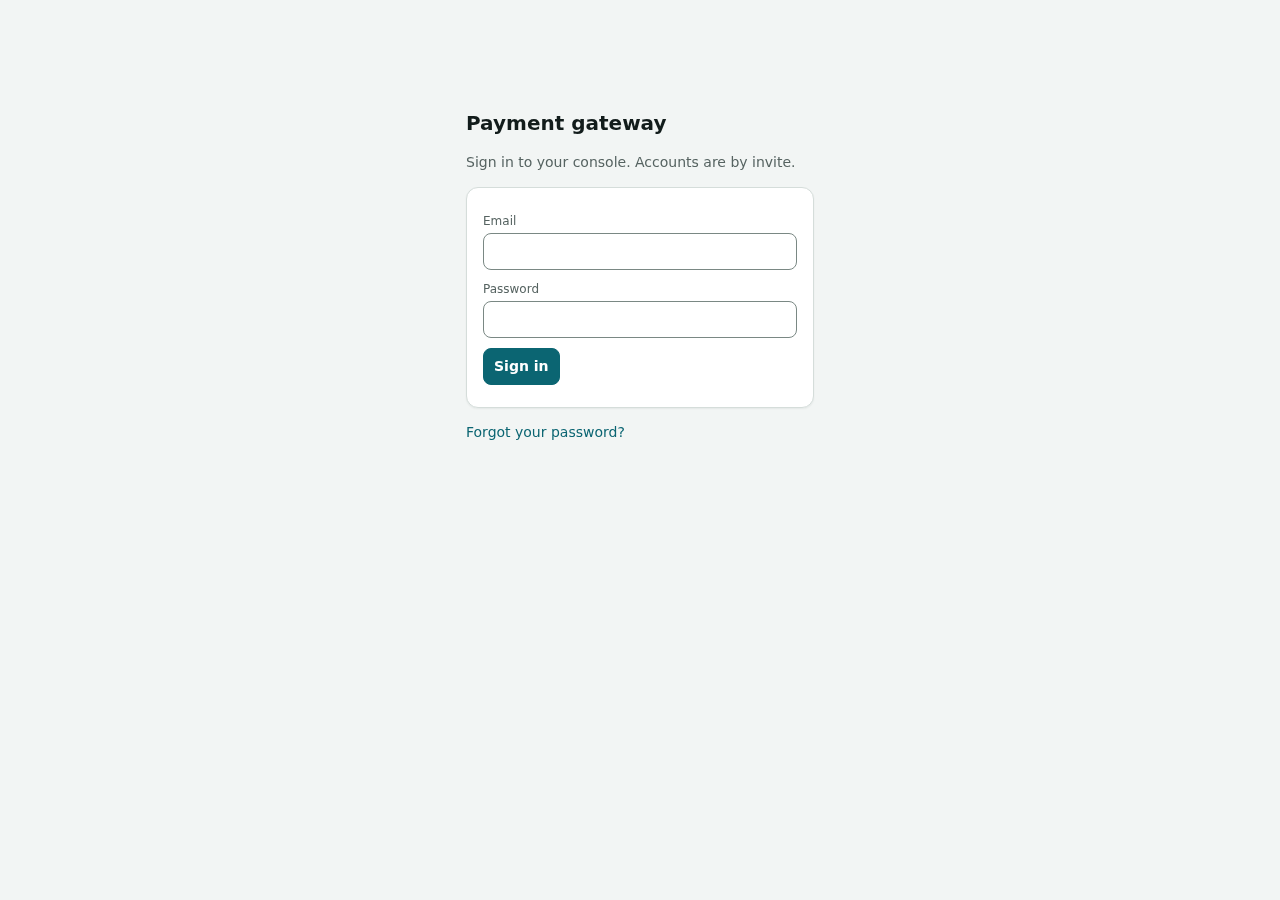 Payment gateway
Sign in to your console. Accounts are by invite.
Email
Password
Sign in
Forgot your password?